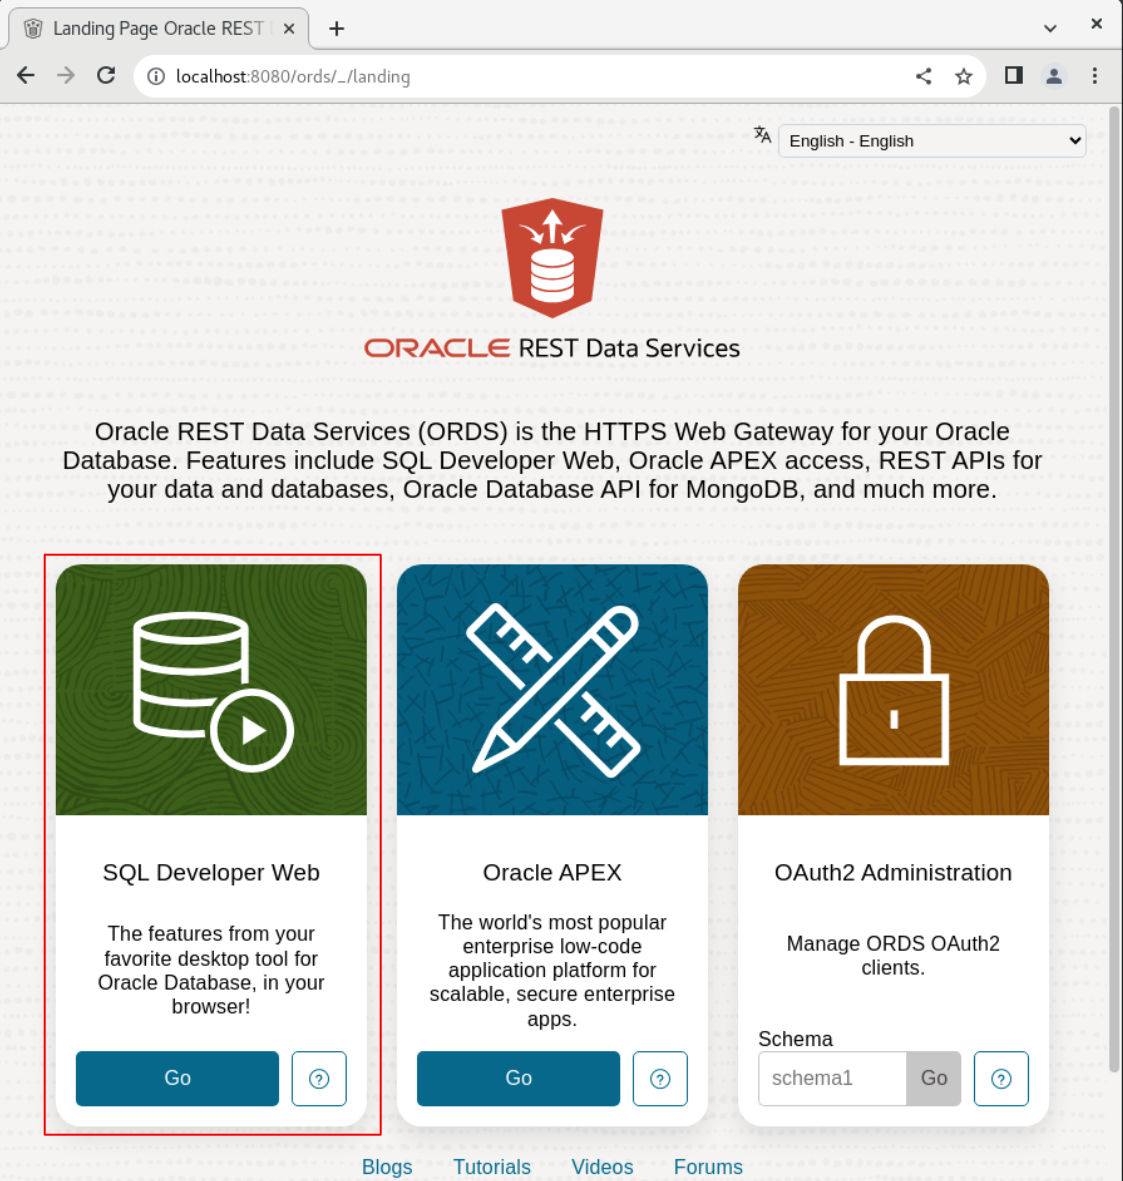 Landing Page Oracle REST
localhost:8080/ords/_/landing
English - English
ORACLE REST Data Services
Oracle REST Data Services (ORDS) is the HTTPS Web Gateway for your Oracle
Database. Features include SQL Developer Web, Oracle APEX access, REST APIs for
your data and databases, Oracle Database API for MongoDB, and much more.
SQL Developer Web
The features from your
favorite desktop tool for
Oracle Database, in your
browser!
Go
?
Oracle APEX
The world's most popular
enterprise low-code
application platform for
scalable, secure enterprise
apps.
Go
?
OAuth2 Administration
Manage ORDS OAuth2
clients.
Schema
schema1 Go
?
Blogs Tutorials Videos Forums